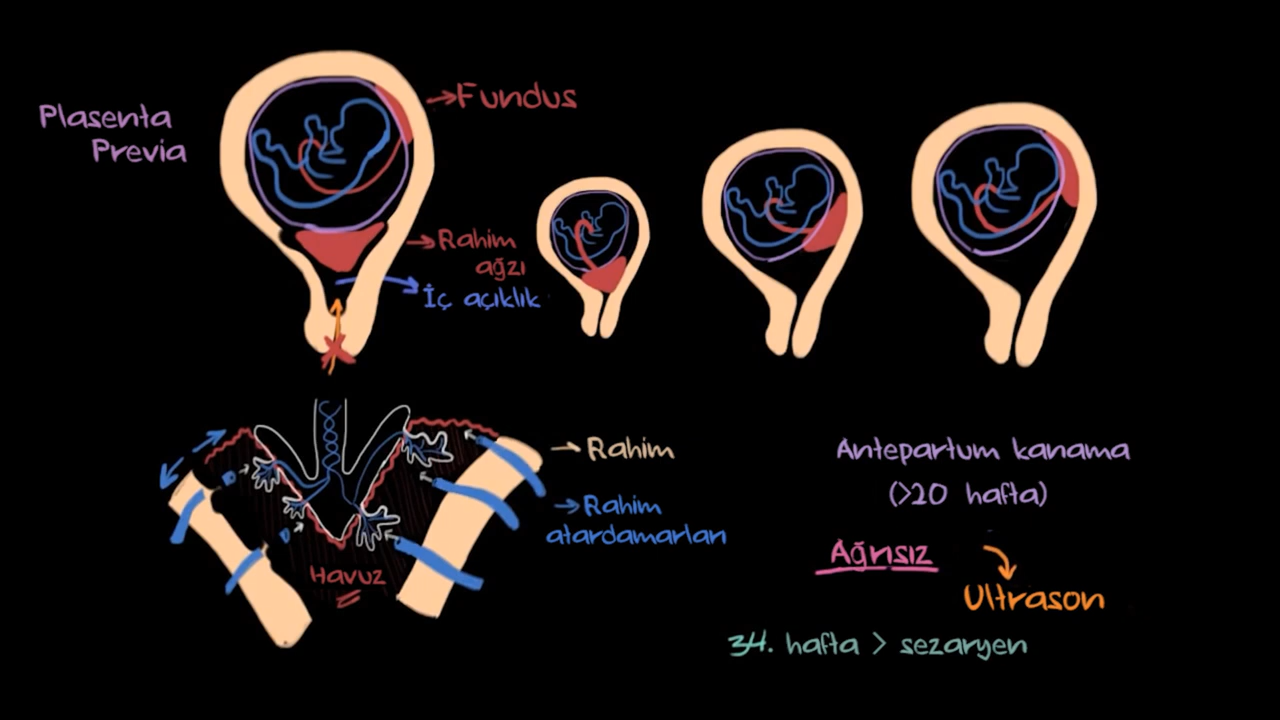 Plasenta
Previa
→Fundus
→Rahim
ağzı
İç açıklık
→Rahim
→Rahim
atardamarları
Havuz
Antepartum kanama
(>20 hafta)
Ağrısız
Ultrason
34. hafta > sezaryen